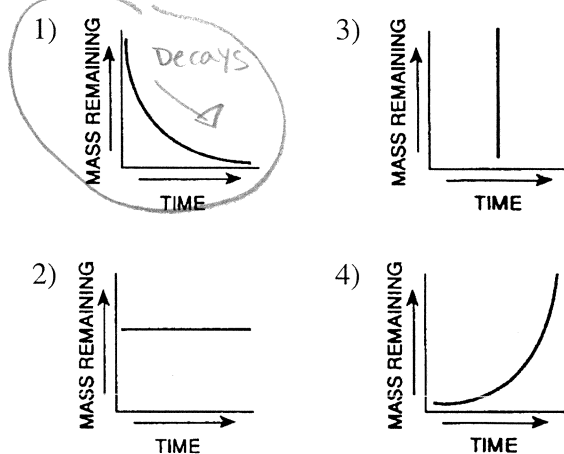 1)
MASS REMAINING
Decays
TIME
3)
MASS REMAINING
TIME
2)
MASS REMAINING
TIME
4)
MASS REMAINING
TIME